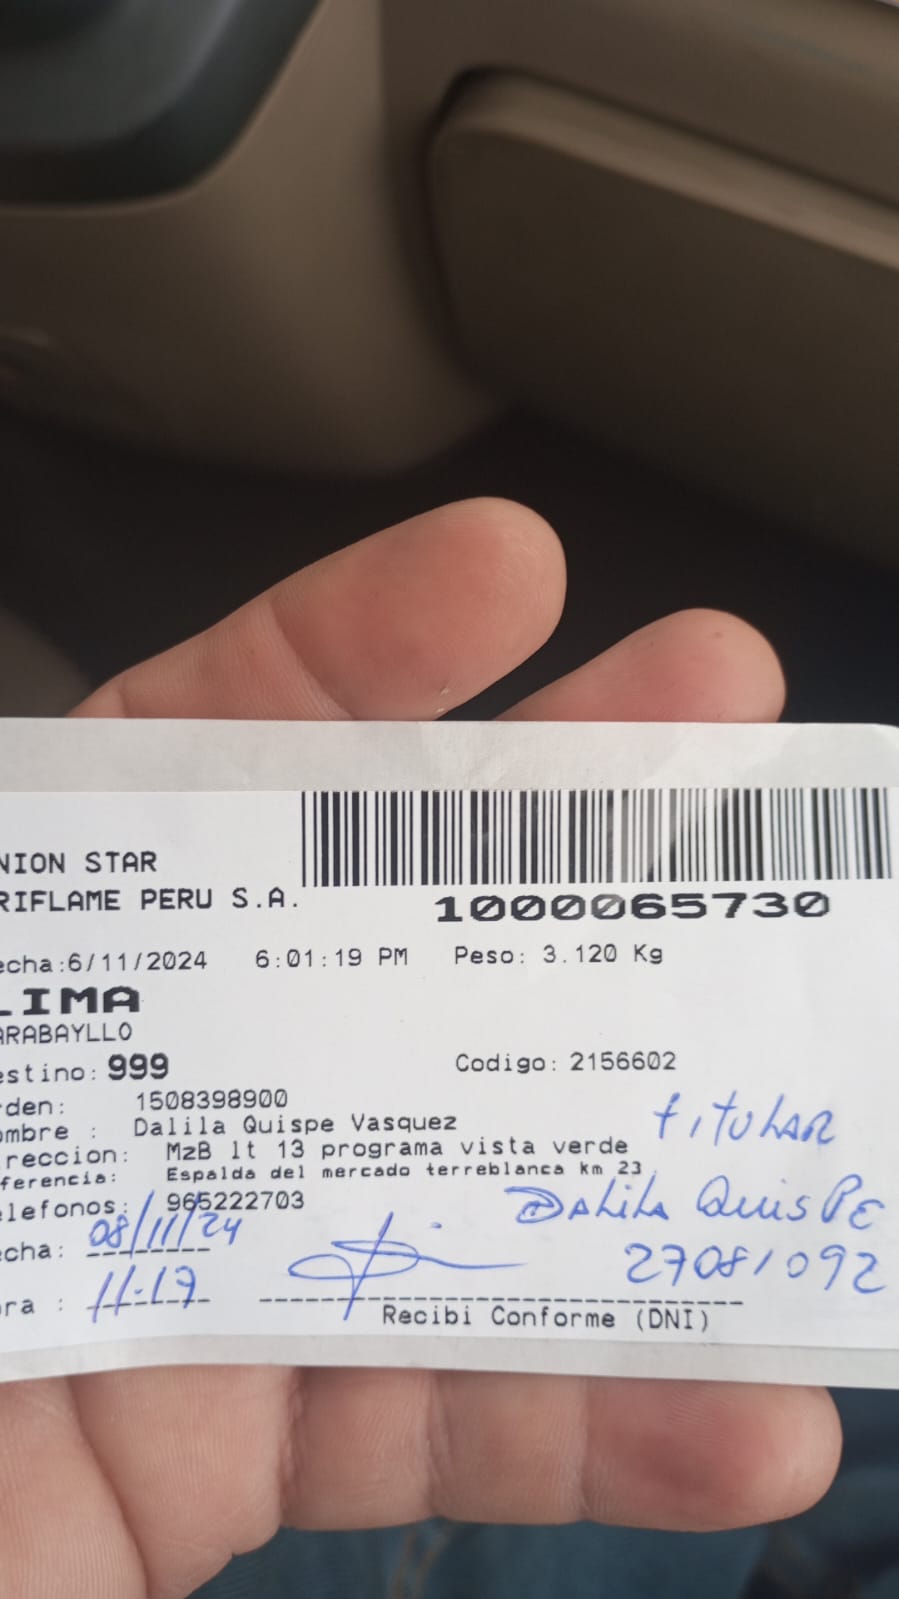 NION STAR
RIFLAME PERU S.A.
1000065730
echa:6/11/2024 6:01:19 PM Peso: 3.120 Kg
LIMA
ARABAYLLO
estino: 999 Codigo: 2156602
den: 1508398900
ombre : Dalila Quispe Vasquez
TITULAR
reccion: MzB lt 13 programa vista verde
ferencia: Espalda del mercado terreblanca km 23
elefonos: 965222703
Dalila QuisPE
echa: 08/11/24
27081092
ora : 11:17
Recibi Conforme (DNI)